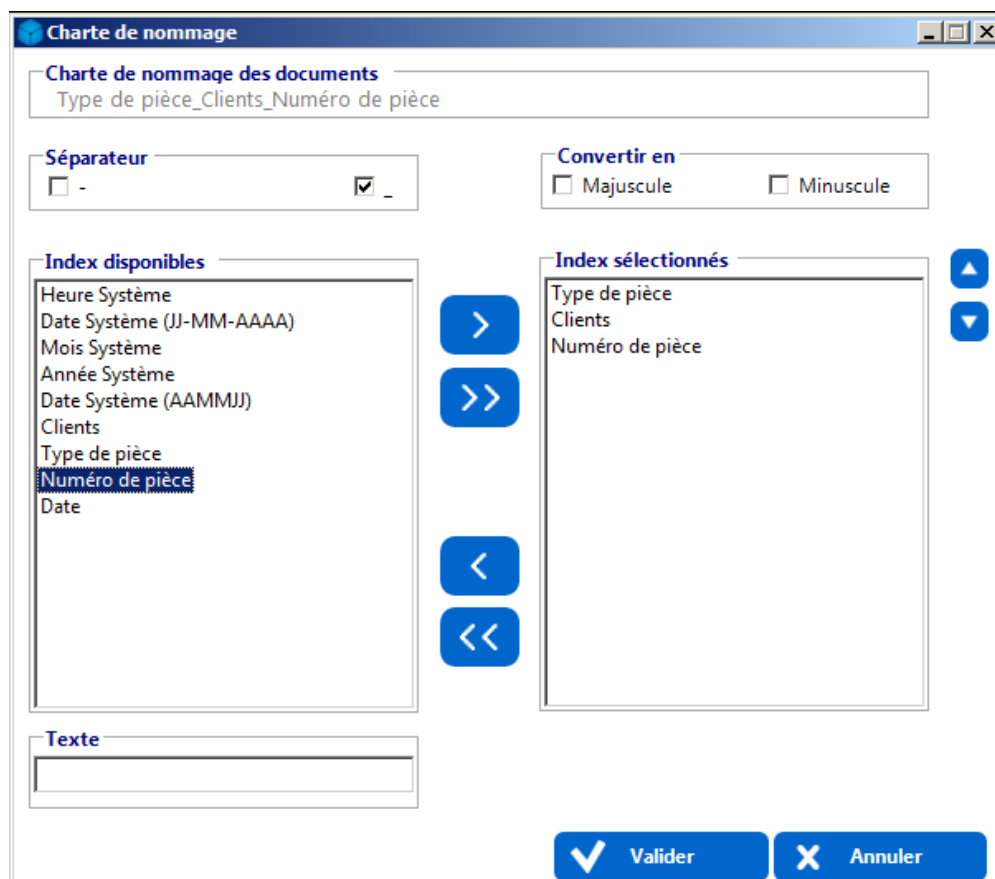 Charte de nommage
Charte de nommage des documents
Type de pièce_Clients_Numéro de pièce
Séparateur
-
_
Convertir en
Majuscule
Minuscule
Index disponibles
Heure Système
Date Système (JJ-MM-AAAA)
Mois Système
Année Système
Date Système (AAMMJJ)
Clients
Type de pièce
Numéro de pièce
Date
Index sélectionnés
Type de pièce
Clients
Numéro de pièce
>
>>
<
<<
Texte
Valider
Annuler